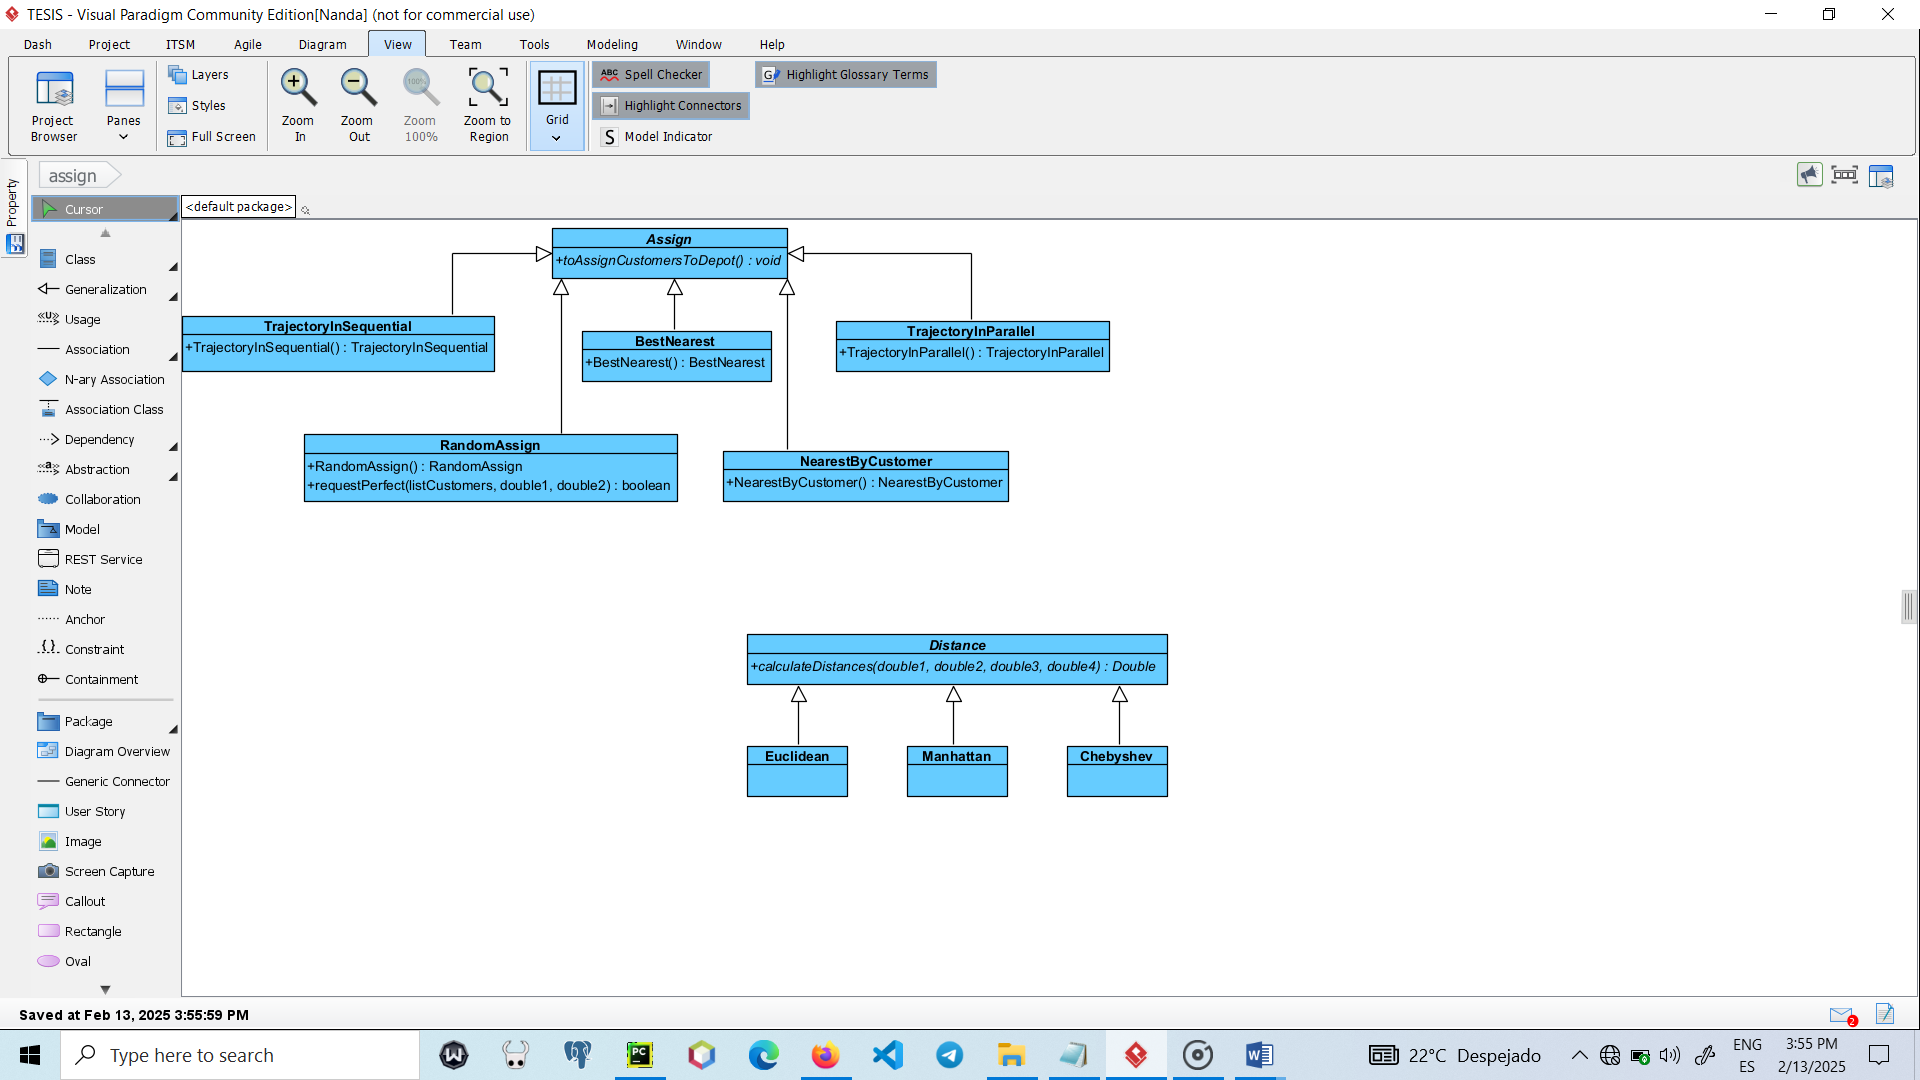 TESIS - Visual Paradigm Community Edition[Nanda] (not for commercial use)
Dash Project ITSM Agile Diagram View Team Tools Modeling Window Help
Project Browser
Panes
Layers
Styles
Full Screen
Zoom In
Zoom Out
100%
Zoom 100%
Zoom to Region
Grid
ABC Spell Checker
Highlight Connectors
S Model Indicator
G Highlight Glossary Terms
Property
assign
<default package>
Cursor
Class
Generalization
«U» Usage
Association
N-ary Association
Association Class
Dependency
«a» Abstraction
Collaboration
Model
REST Service
Note
Anchor
{.} Constraint
Containment
Package
Diagram Overview
Generic Connector
User Story
Image
Screen Capture
Callout
Rectangle
Oval
Assign
+toAssignCustomersToDepot() : void
TrajectoryInSequential
+TrajectoryInSequential() : TrajectoryInSequential
BestNearest
+BestNearest() : BestNearest
TrajectoryInParallel
+TrajectoryInParallel() : TrajectoryInParallel
RandomAssign
+RandomAssign() : RandomAssign
+requestPerfect(listCustomers, double1, double2) : boolean
NearestByCustomer
+NearestByCustomer() : NearestByCustomer
Distance
+calculateDistances(double1, double2, double3, double4) : Double
Euclidean
Manhattan
Chebyshev
Saved at Feb 13, 2025 3:55:59 PM
2
Type here to search
PC
W
22°C Despejado
ENG
ES
3:55 PM
2/13/2025